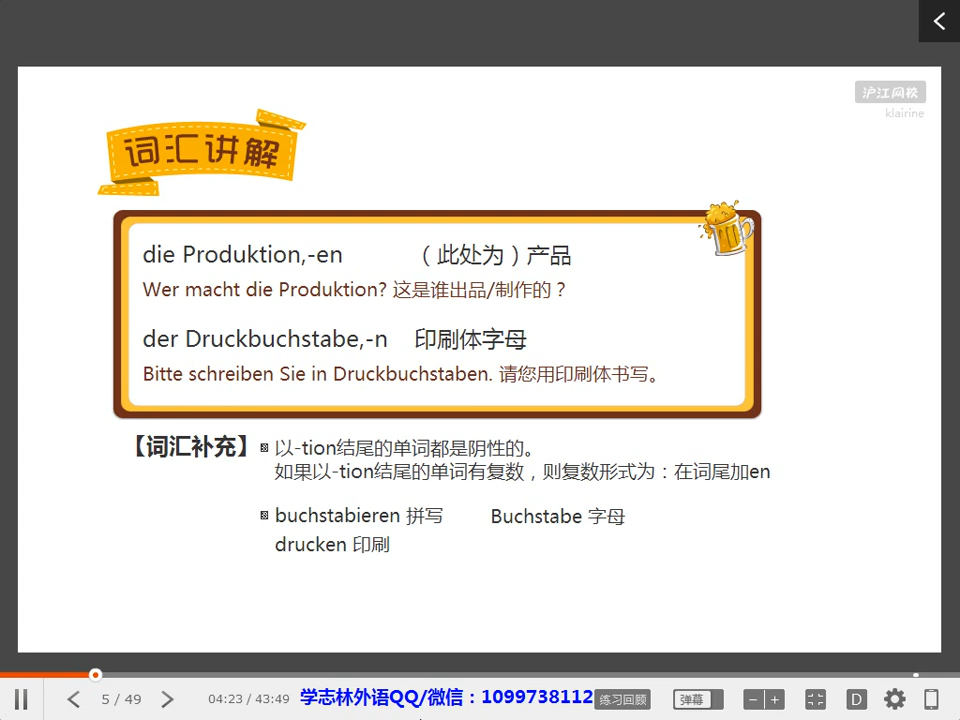 沪江网校
klairine
词汇讲解
die Produktion,-en （此处为）产品
Wer macht die Produktion? 这是谁出品/制作的？
der Druckbuchstabe,-n 印刷体字母
Bitte schreiben Sie in Druckbuchstaben. 请您用印刷体书写。
【词汇补充】 以-tion结尾的单词都是阴性的。
如果以-tion结尾的单词有复数，则复数形式为：在词尾加en
buchstabieren 拼写 Buchstabe 字母
drucken 印刷
5 / 49 04:23 / 43:49 学志林外语QQ/微信：1099738112 练习回顾 弹幕 D